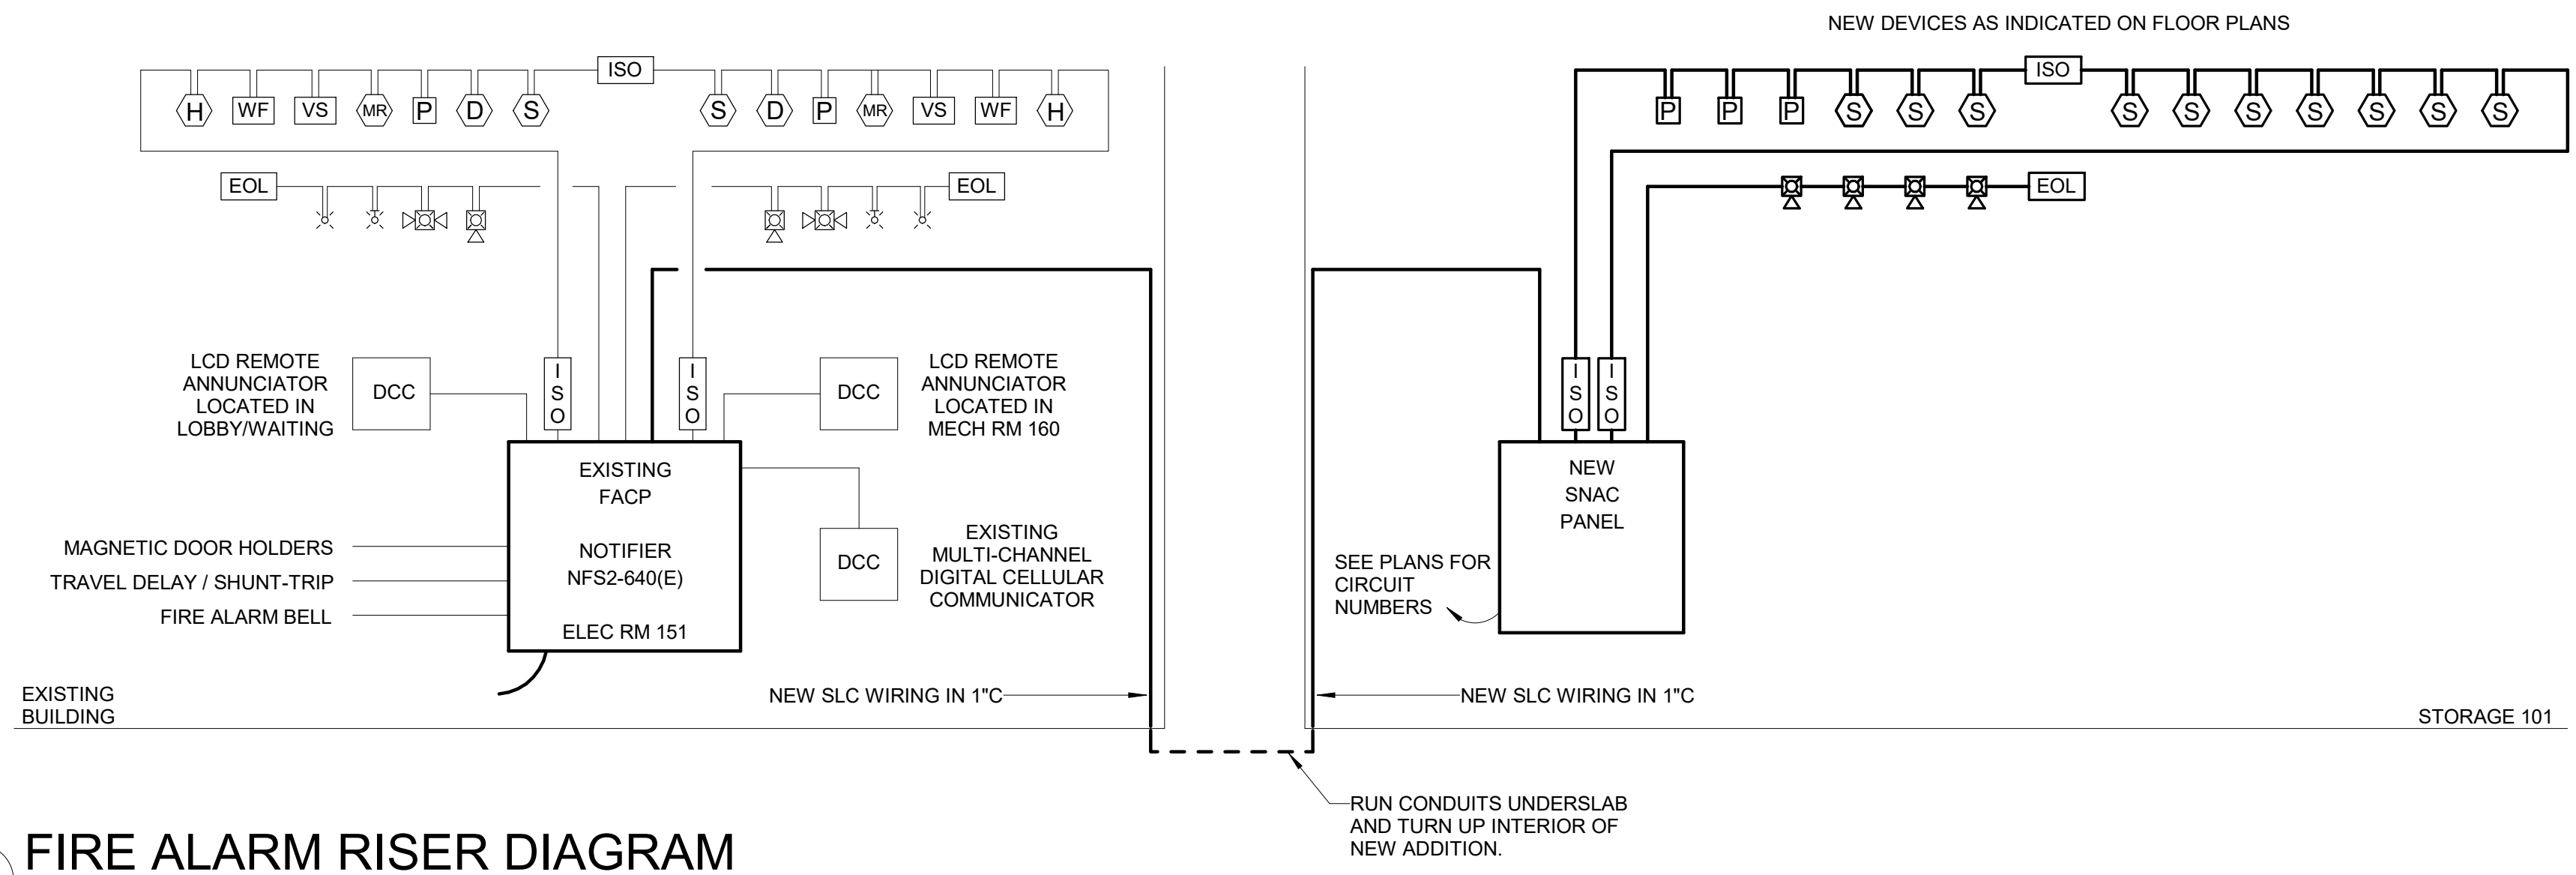 NEW DEVICES AS INDICATED ON FLOOR PLANS
ISO
H WF VS MR P D S
S D P MR VS WF H
ISO
P P P S S S
S S S S S S S
EOL
EOL
EOL
LCD REMOTE
ANNUNCIATOR
LOCATED IN
LOBBY/WAITING
DCC
I
S
O
I
S
O
DCC
LCD REMOTE
ANNUNCIATOR
LOCATED IN
MECH RM 160
I
S
O
I
S
O
EXISTING
FACP
NOTIFIER
NFS2-640(E)
ELEC RM 151
MAGNETIC DOOR HOLDERS
TRAVEL DELAY / SHUNT-TRIP
FIRE ALARM BELL
DCC
EXISTING
MULTI-CHANNEL
DIGITAL CELLULAR
COMMUNICATOR
NEW
SNAC
PANEL
SEE PLANS FOR
CIRCUIT
NUMBERS
EXISTING
BUILDING
NEW SLC WIRING IN 1"C
NEW SLC WIRING IN 1"C
STORAGE 101
RUN CONDUITS UNDERSLAB
AND TURN UP INTERIOR OF
NEW ADDITION.
FIRE ALARM RISER DIAGRAM